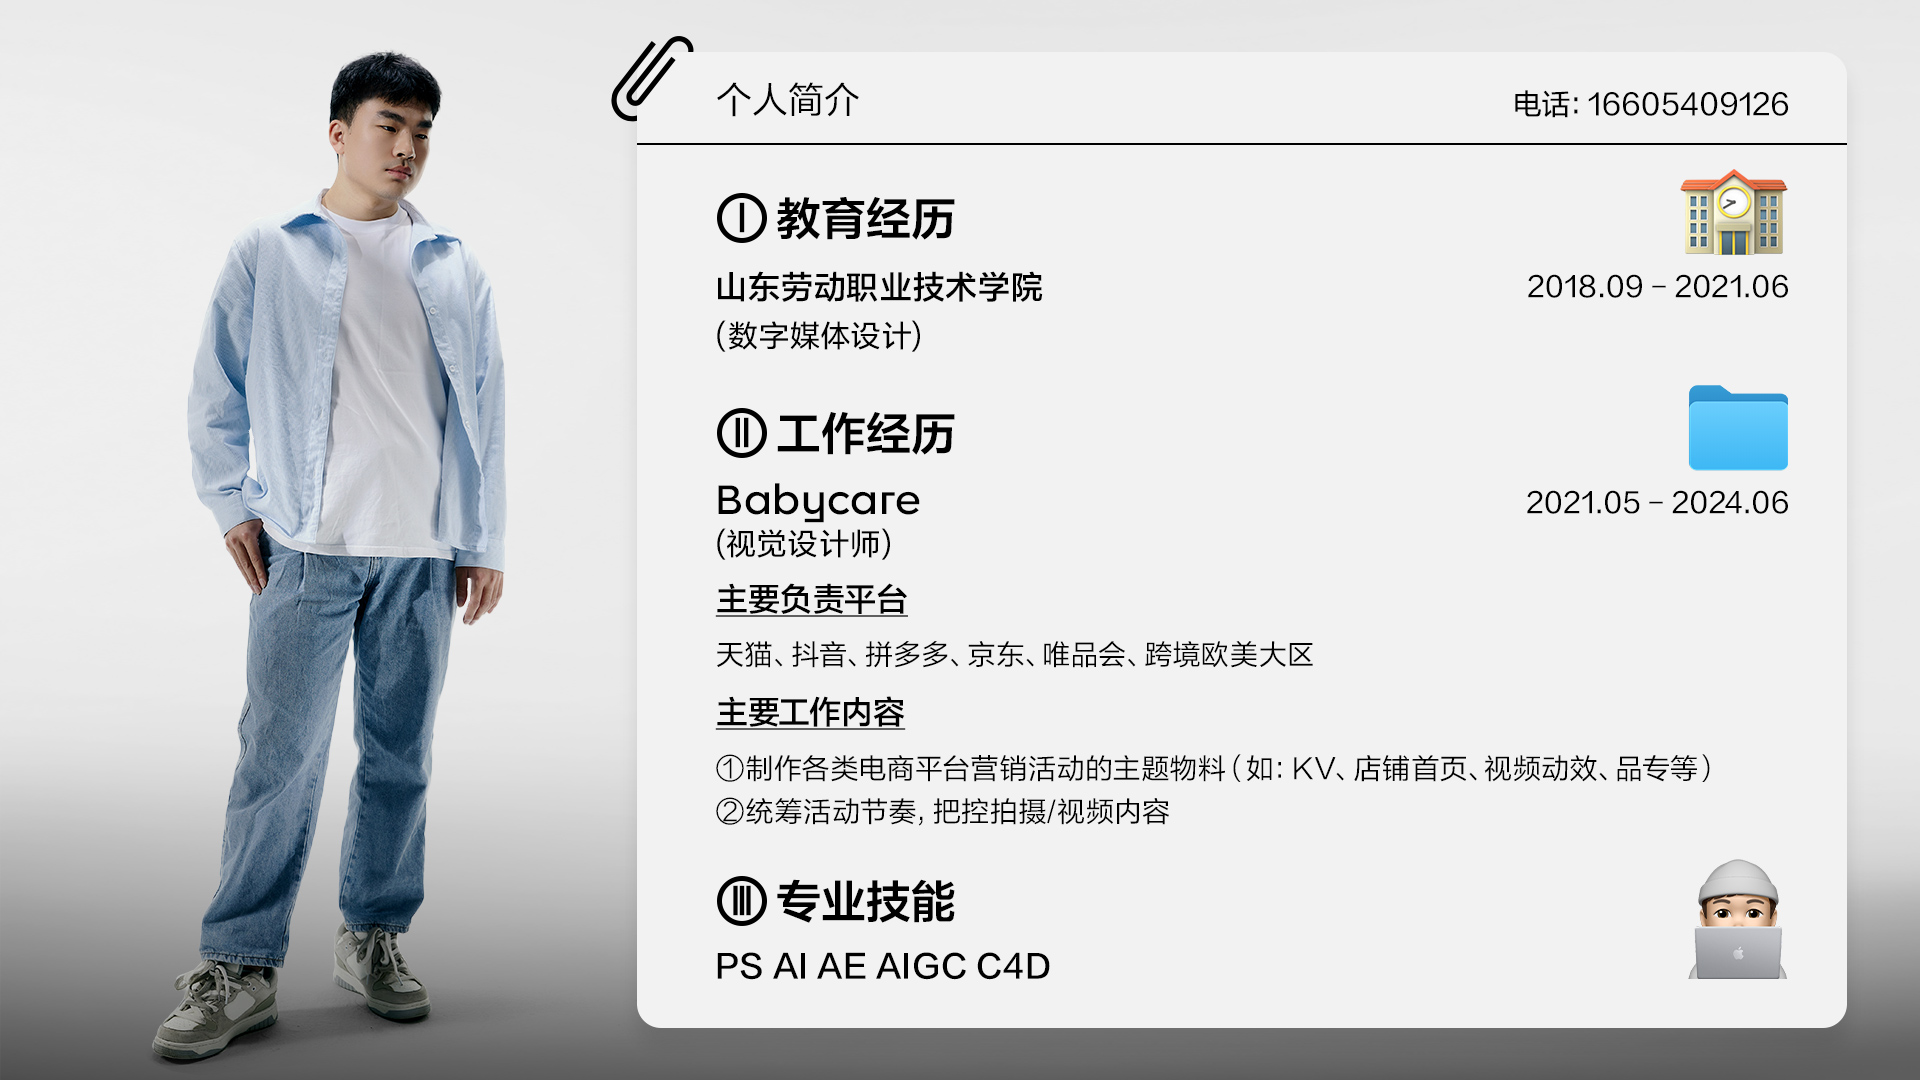 个人简介
电话: 16605409126
Ⅰ 教育经历
山东劳动职业技术学院
2018.09 – 2021.06
(数字媒体设计)
Ⅱ 工作经历
Babycare
2021.05 – 2024.06
(视觉设计师)
主要负责平台
天猫、抖音、拼多多、京东、唯品会、跨境欧美大区
主要工作内容
①制作各类电商平台营销活动的主题物料（如: KV、店铺首页、视频动效、品专等）
②统筹活动节奏, 把控拍摄/视频内容
Ⅲ 专业技能
PS AI AE AIGC C4D